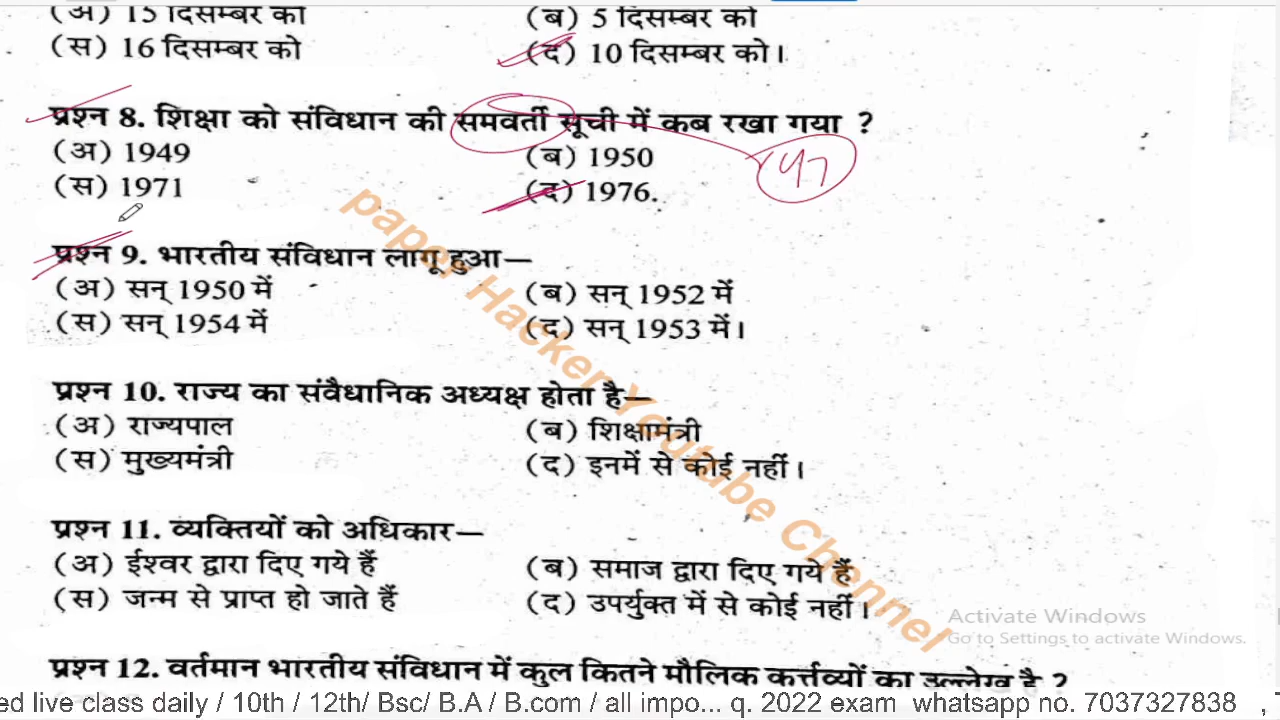 (अ) 15 दिसम्बर को (ब) 5 दिसम्बर को
(स) 16 दिसम्बर को (द) 10 दिसम्बर को।
प्रश्न 8. शिक्षा को संविधान की समवर्ती सूची में कब रखा गया ?
47
(अ) 1949 (ब) 1950
(स) 1971 (द) 1976.
प्रश्न 9. भारतीय संविधान लागू हुआ—
(अ) सन् 1950 में (ब) सन् 1952 में
(स) सन् 1954 में (द) सन् 1953 में।
प्रश्न 10. राज्य का संवैधानिक अध्यक्ष होता है—
(अ) राज्यपाल (ब) शिक्षामंत्री
(स) मुख्यमंत्री (द) इनमें से कोई नहीं।
प्रश्न 11. व्यक्तियों को अधिकार—
(अ) ईश्वर द्वारा दिए गये हैं (ब) समाज द्वारा दिए गये हैं
(स) जन्म से प्राप्त हो जाते हैं (द) उपर्युक्त में से कोई नहीं।
प्रश्न 12. वर्तमान भारतीय संविधान में कुल कितने मौलिक कर्त्तव्यों का उल्लेख है ?
paper Hacker Youtube Chennel
Activate Windows
Go to Settings to activate Windows.
ed live class daily / 10th / 12th/ Bsc/ B.A / B.com / all impo... q. 2022 exam whatsapp no. 7037327838 ,